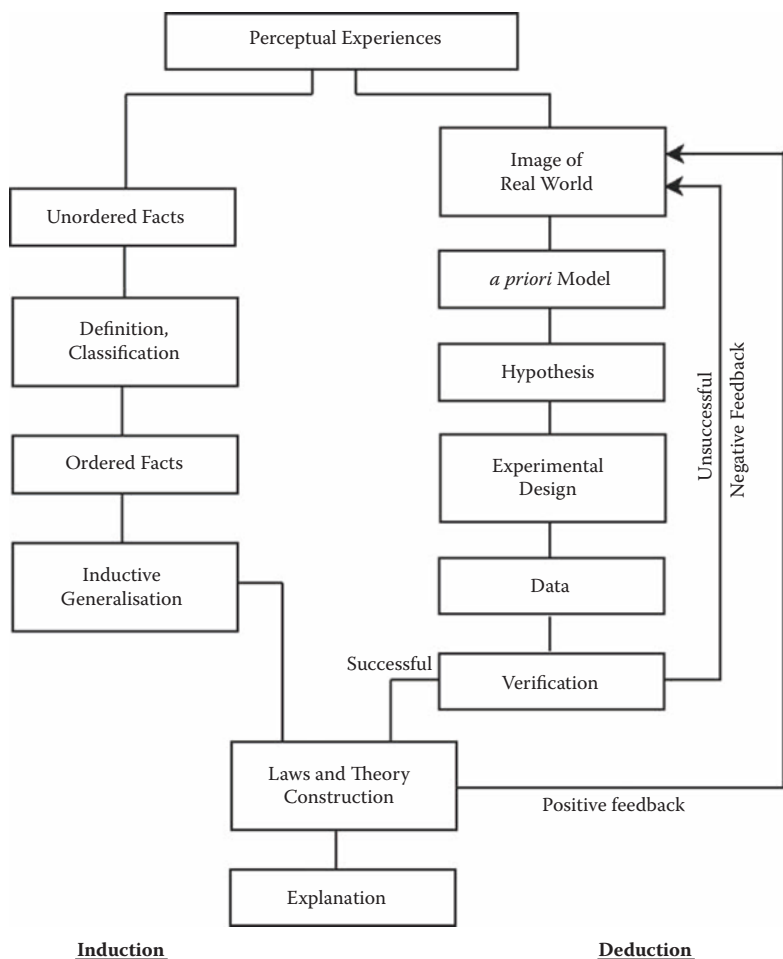 Perceptual Experiences
Unordered Facts
Definition,
Classification
Ordered Facts
Inductive
Generalisation
Image of
Real World
a priori Model
Hypothesis
Experimental
Design
Data
Verification
Successful
Unsuccessful
Negative Feedback
Laws and Theory
Construction
Positive feedback
Explanation
Induction
Deduction